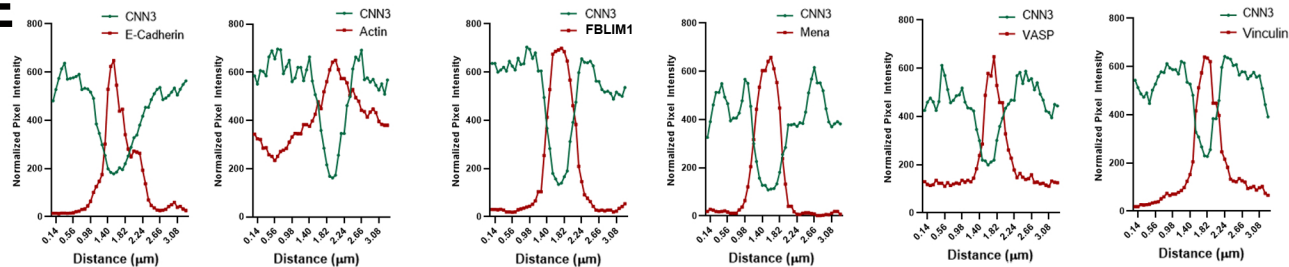 E
CNN3
E-Cadherin
Normalized Pixel Intensity
800
600
400
200
0
0.14 0.56 0.98 1.40 1.82 2.24 2.66 3.08
Distance (μm)
CNN3
Actin
Normalized Pixel Intensity
800
600
400
200
0
0.14 0.56 0.98 1.40 1.82 2.24 2.66 3.08
Distance (μm)
CNN3
FBLIM1
Normalized Pixel Intensity
800
600
400
200
0
0.14 0.56 0.98 1.40 1.82 2.24 2.66 3.08
Distance (μm)
CNN3
Mena
Normalized Pixel Intensity
800
600
400
200
0
0.14 0.56 0.98 1.40 1.82 2.24 2.66 3.08
Distance (μm)
CNN3
VASP
Normalized Pixel Intensity
800
600
400
200
0
0.14 0.56 0.98 1.40 1.82 2.24 2.66 3.08
Distance (μm)
CNN3
Vinculin
Normalized Pixel Intensity
800
600
400
200
0
0.14 0.56 0.98 1.40 1.82 2.24 2.66 3.08
Distance (μm)